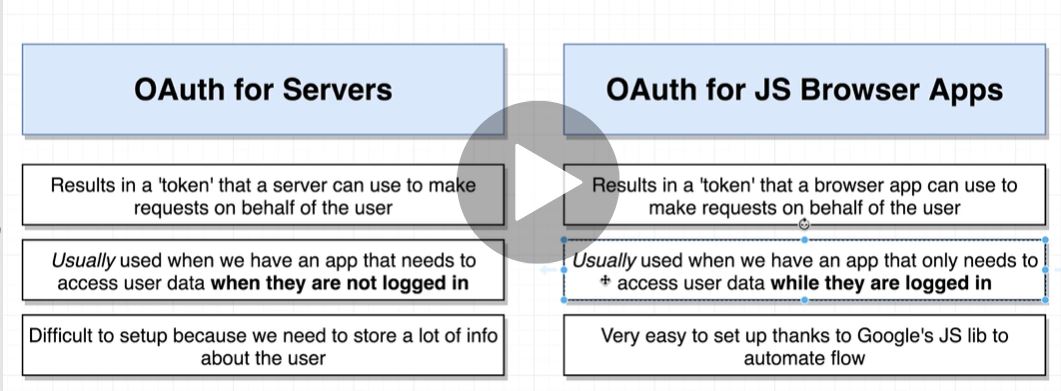 OAuth for Servers
Results in a 'token' that a server can use to make
requests on behalf of the user
Usually used when we have an app that needs to
access user data when they are not logged in
Difficult to setup because we need to store a lot of info
about the user
OAuth for JS Browser Apps
Results in a 'token' that a browser app can use to
make requests on behalf of the user
Usually used when we have an app that only needs to
access user data while they are logged in
Very easy to set up thanks to Google's JS lib to
automate flow